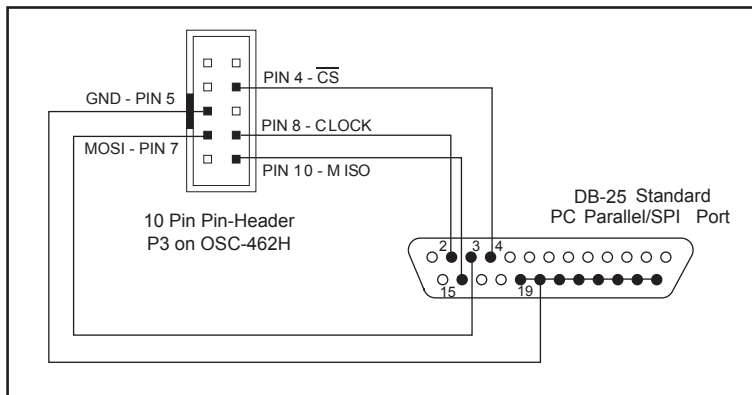 PIN 4 - CS
GND - PIN 5
PIN 8 - CLOCK
MOSI - PIN 7
PIN 10 - MISO
10 Pin Pin-Header
P3 on OSC-462H
DB-25 Standard
PC Parallel/SPI Port
2 3 4
15 19